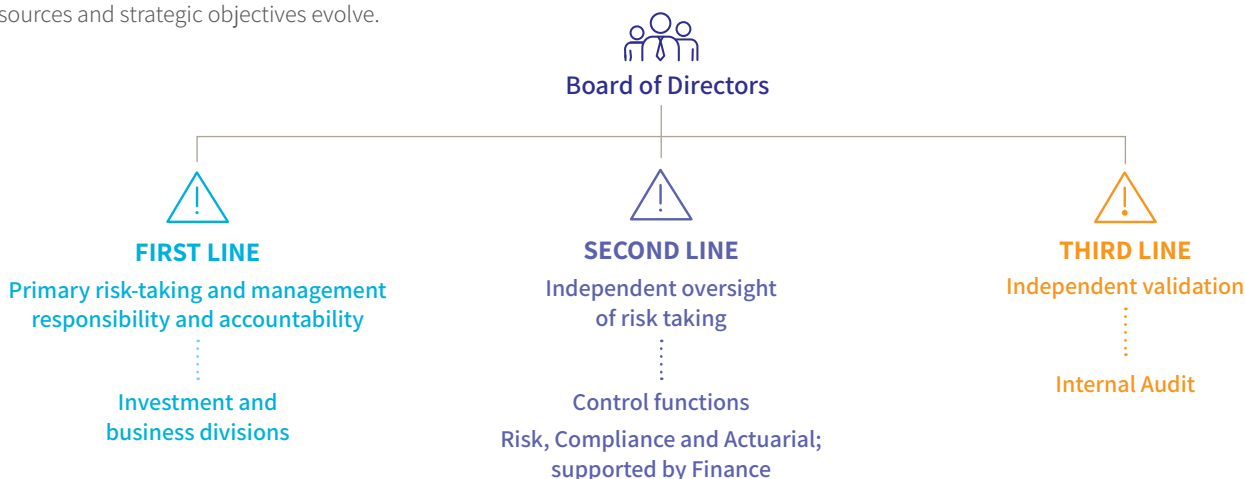 sources and strategic objectives evolve.
Board of Directors
FIRST LINE
Primary risk-taking and management
responsibility and accountability
Investment and
business divisions
SECOND LINE
Independent oversight
of risk taking
Control functions
Risk, Compliance and Actuarial;
supported by Finance
THIRD LINE
Independent validation
Internal Audit